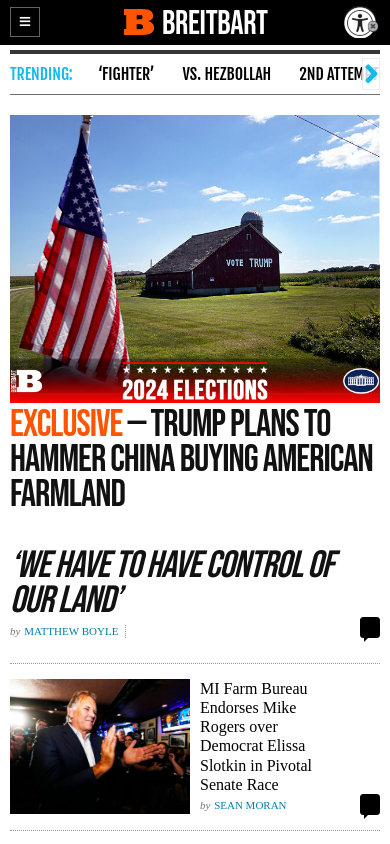 BREITBART
TRENDING: ‘FIGHTER’ VS. HEZBOLLAH 2ND ATTEM
VOTE TRUMP
BREITBART
2024 ELECTIONS
EXCLUSIVE — TRUMP PLANS TO
HAMMER CHINA BUYING AMERICAN
FARMLAND
‘WE HAVE TO HAVE CONTROL OF
OUR LAND’
by MATTHEW BOYLE
MI Farm Bureau
Endorses Mike
Rogers over
Democrat Elissa
Slotkin in Pivotal
Senate Race
by SEAN MORAN